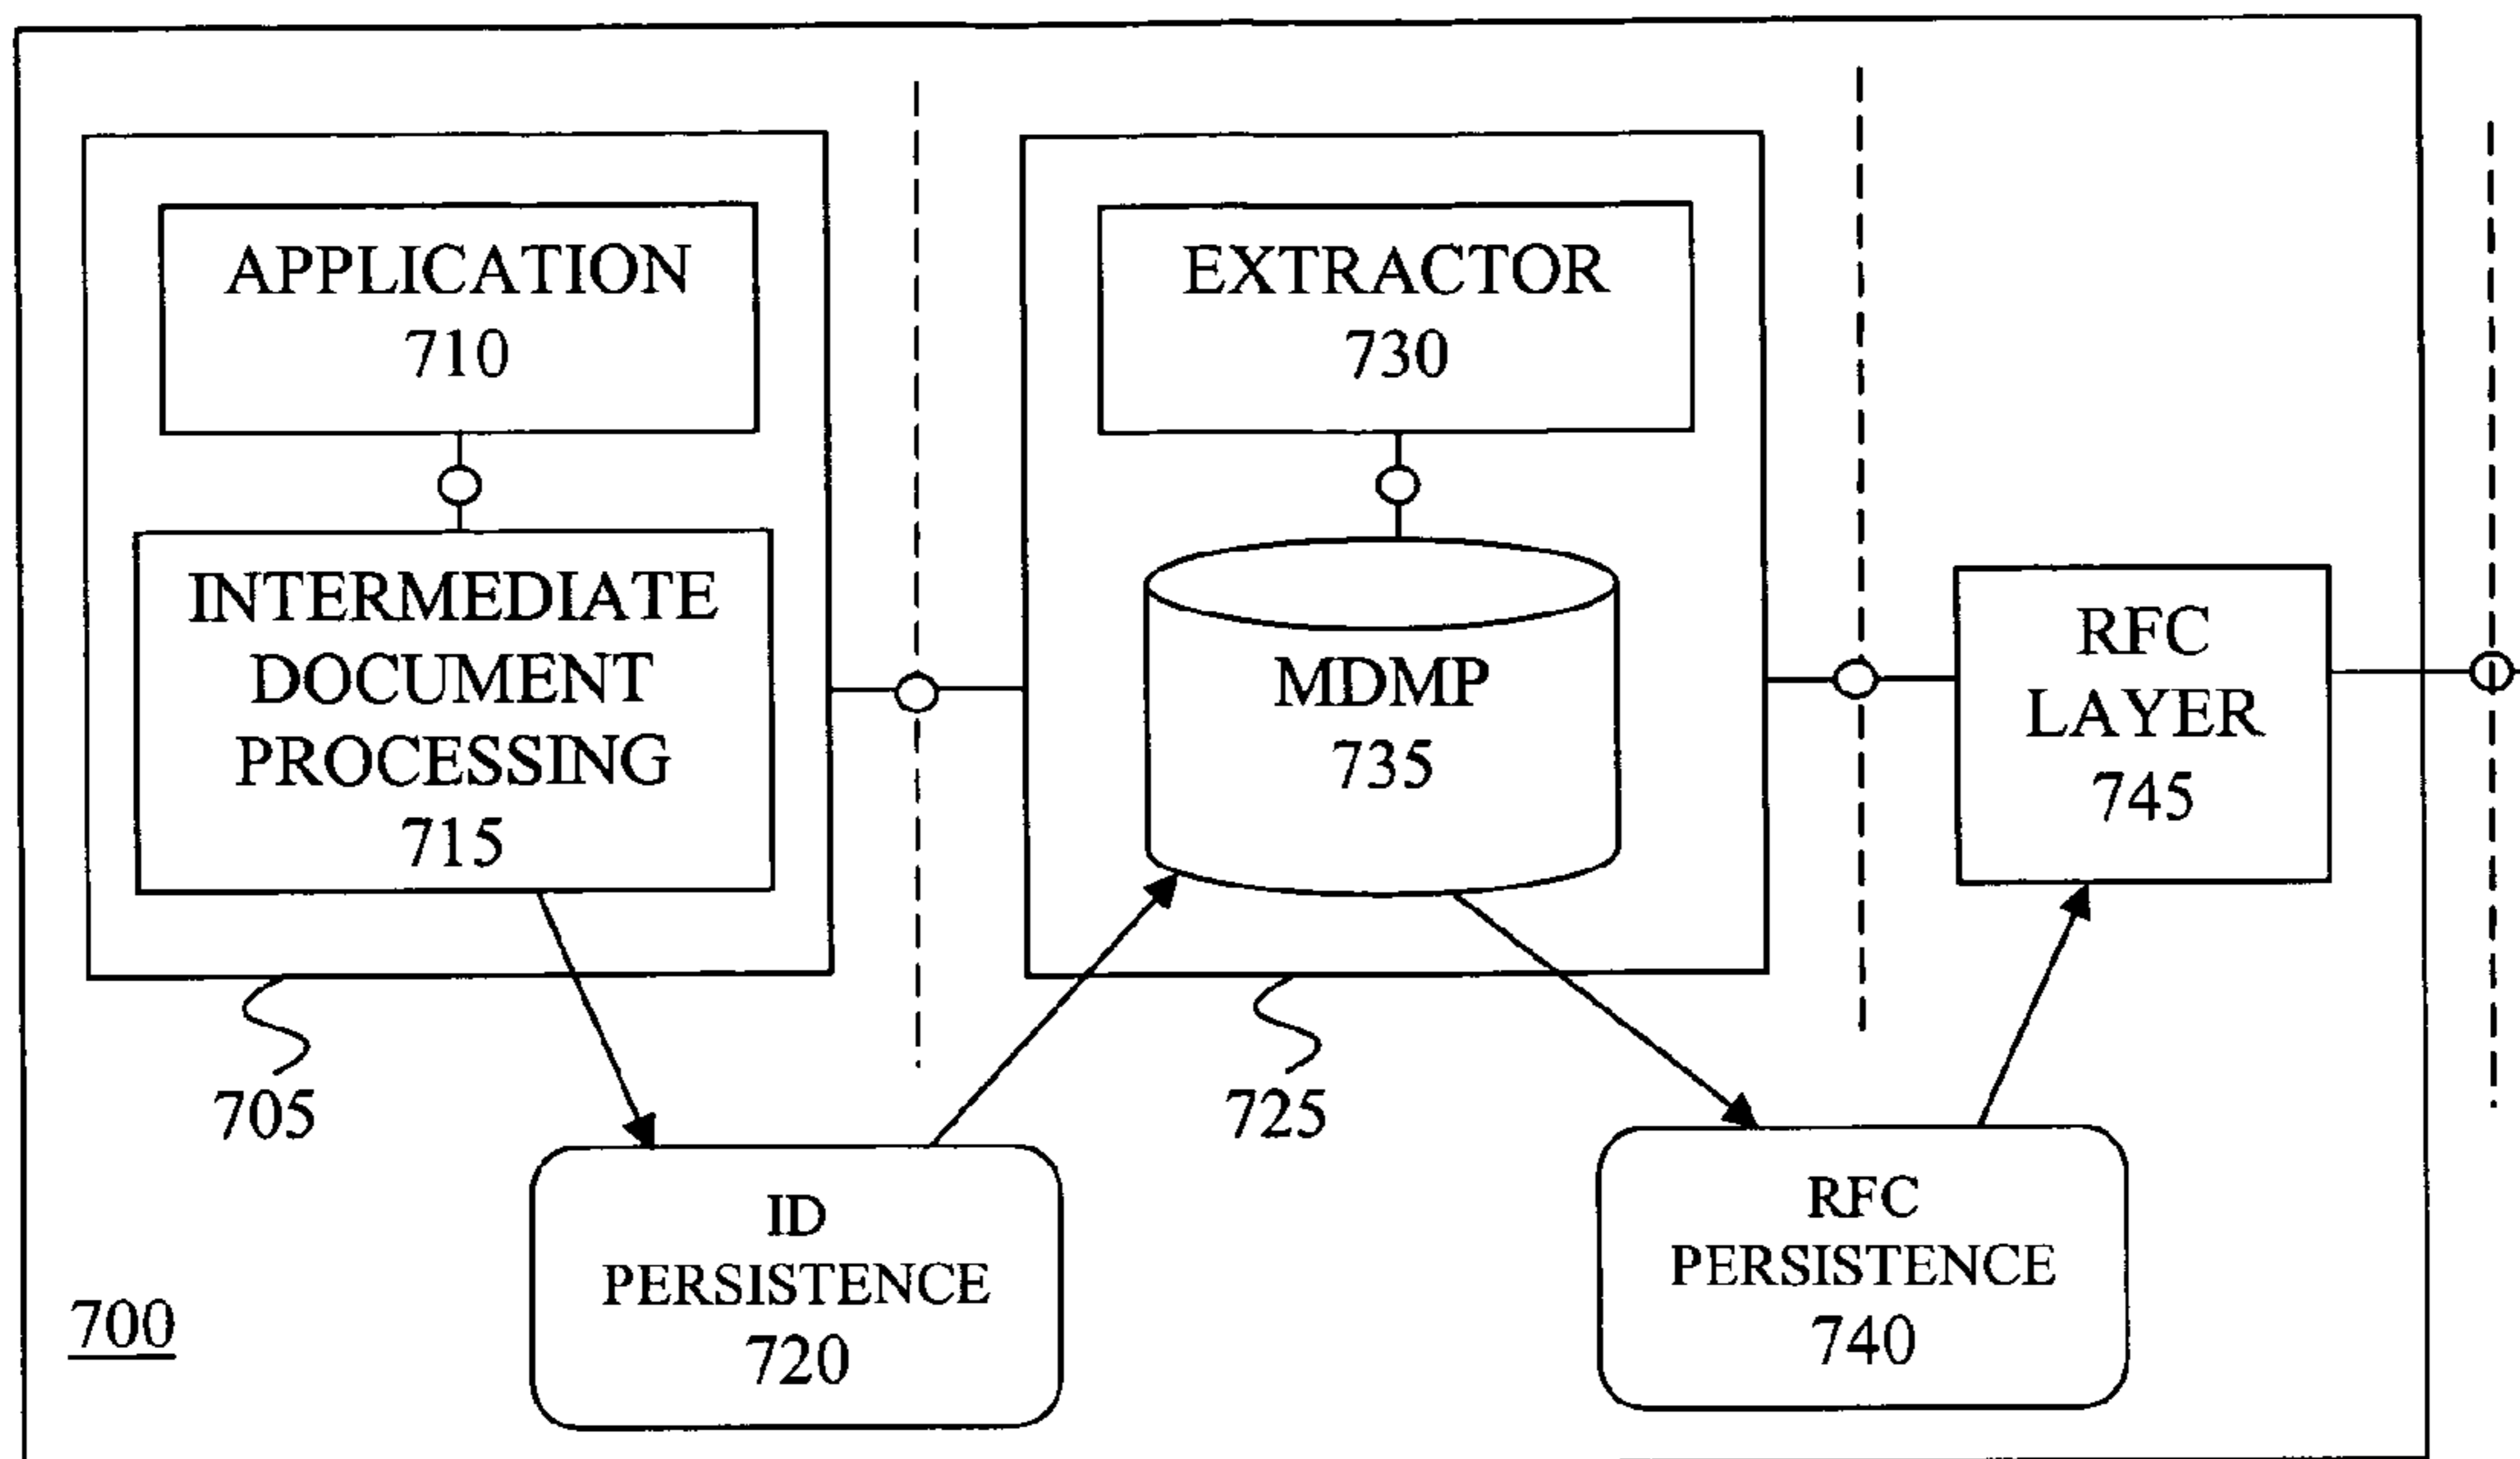 APPLICATION
710
INTERMEDIATE
DOCUMENT
PROCESSING
715
705
EXTRACTOR
730
MDMP
735
725
RFC
LAYER
745
ID
PERSISTENCE
720
RFC
PERSISTENCE
740
700